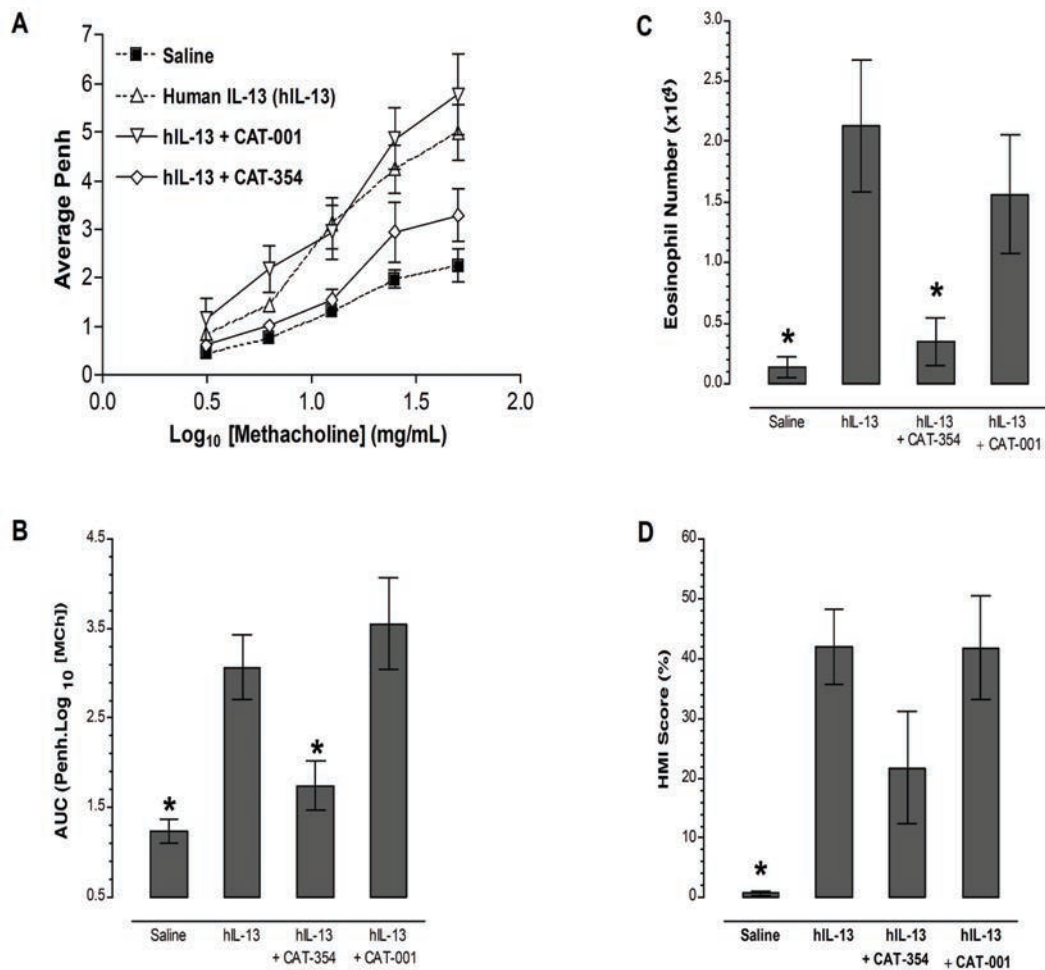 A
7
6
5
4
3
2
1
0
Average Penh
Saline
Human IL-13 (hIL-13)
hIL-13 + CAT-001
hIL-13 + CAT-354
0.0 0.5 1.0 1.5 2.0
Log10 [Methacholine] (mg/mL)
C
3.0
2.5
2.0
1.5
1.0
0.5
0.0
Eosinophil Number (x10^4)
*
*
Saline hIL-13 hIL-13 hIL-13
+ CAT-354 + CAT-001
B
4.5
3.5
2.5
1.5
0.5
AUC (Penh.Log 10 [MCh])
*
*
Saline hIL-13 hIL-13 hIL-13
+ CAT-354 + CAT-001
D
60
40
20
0
HMI Score (%)
*
Saline hIL-13 hIL-13 hIL-13
+ CAT-354 + CAT-001